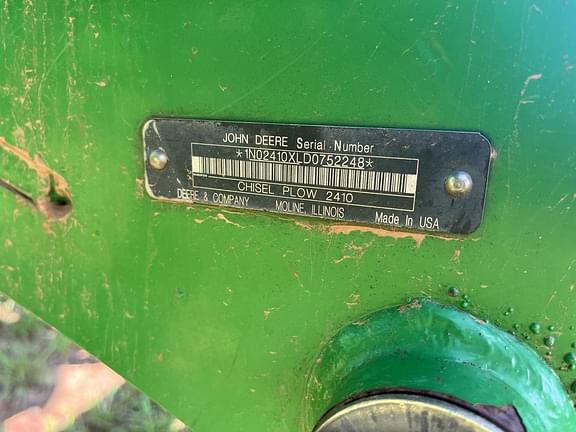 JOHN DEERE Serial Number
*1N02410XLD0752248*
CHISEL PLOW 2410
DEERE & COMPANY MOLINE, ILLINOIS Made In USA